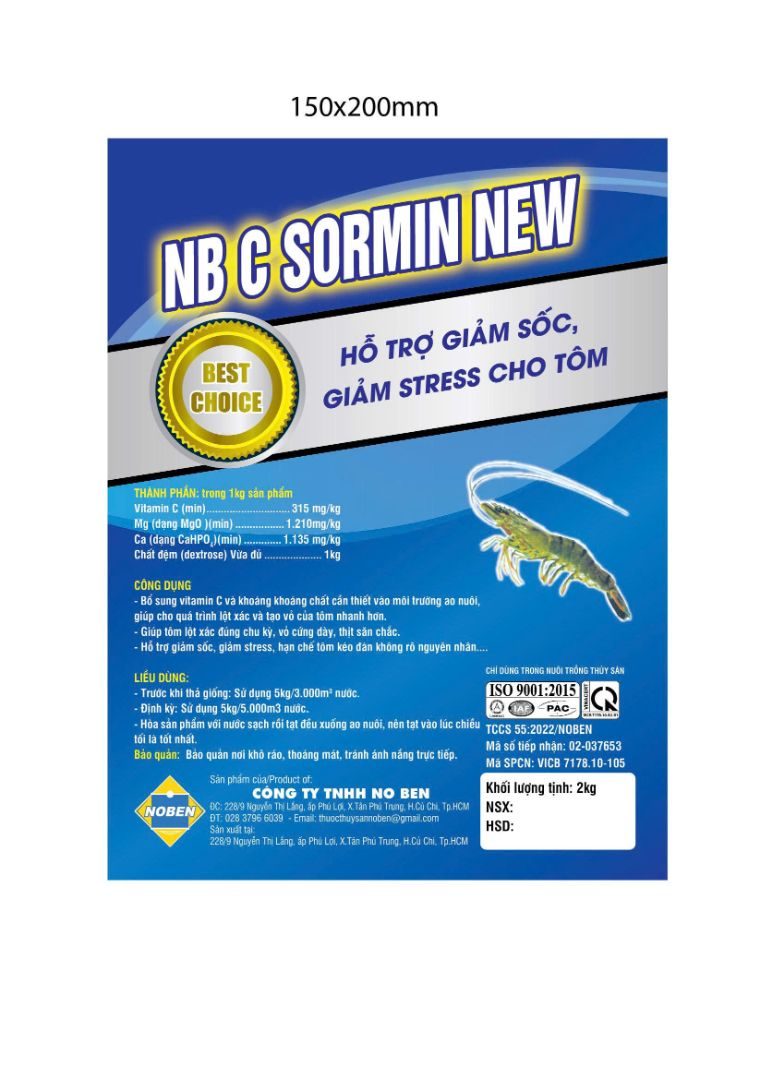 150x200mm
NB C SORMIN NEW
HỖ TRỢ GIẢM SỐC,
GIẢM STRESS CHO TÔM
BEST
CHOICE
THÀNH PHẦN: trong 1kg sản phẩm
Vitamin C (min)............................ 315 mg/kg
Mg (dạng MgO )(min) ................ 1.210mg/kg
Ca (dạng CaHPO₄)(min) ............ 1.135 mg/kg
Chất đệm (dextrose) Vừa đủ ................... 1kg
CÔNG DỤNG
- Bổ sung vitamin C và khoáng khoáng chất cần thiết vào môi trường ao nuôi,
giúp cho quá trình lột xác và tạo vỏ của tôm nhanh hơn.
- Giúp tôm lột xác đúng chu kỳ, vỏ cứng dày, thịt săn chắc.
- Hỗ trợ giảm sốc, giảm stress, hạn chế tôm kéo đàn không rõ nguyên nhân....
LIỀU DÙNG:
- Trước khi thả giống: Sử dụng 5kg/3.000m³ nước.
- Định kỳ: Sử dụng 5kg/5.000m3 nước.
- Hòa sản phẩm với nước sạch rồi tạt đều xuống ao nuôi, nên tạt vào lúc chiều
tối là tốt nhất.
Bảo quản: Bảo quản nơi khô ráo, thoáng mát, tránh ánh nắng trực tiếp.
CHỈ DÙNG TRONG NUÔI TRỒNG THỦY SẢN
ISO 9001:2015
IAF
PAC
VINACERT
TCCS 55:2022/NOBEN
Mã số tiếp nhận: 02-037653
Mã SPCN: VICB 7178.10-105
Khối lượng tịnh: 2kg
NSX:
HSD:
NOBEN
Sản phẩm của/Product of:
CÔNG TY TNHH NO BEN
ĐC: 228/9 Nguyễn Thị Lắng, ấp Phú Lợi, X.Tân Phú Trung, H.Củ Chi, Tp.HCM
ĐT: 028 3796 6039 - Email: thuocthuysannoben@gmail.com
Sản xuất tại:
228/9 Nguyễn Thị Lắng, ấp Phú Lợi, X.Tân Phú Trung, H.Củ Chi, Tp.HCM